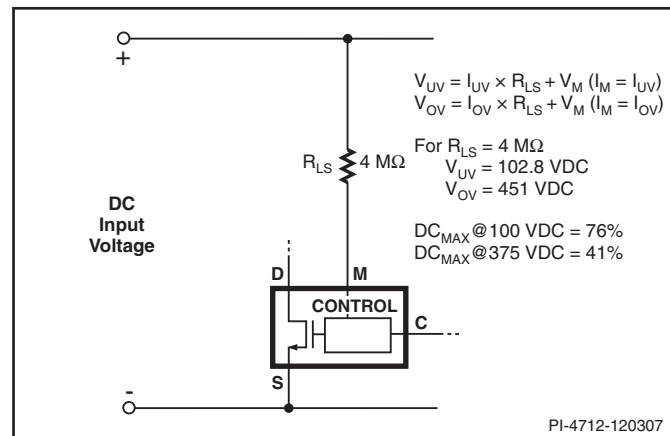 +
V_UV = I_UV × R_LS + V_M (I_M = I_UV)
V_OV = I_OV × R_LS + V_M (I_M = I_OV)
For R_LS = 4 MΩ
V_UV = 102.8 VDC
V_OV = 451 VDC
DC_MAX@100 VDC = 76%
DC_MAX@375 VDC = 41%
R_LS 4 MΩ
DC
Input
Voltage
D M
CONTROL
C
S
-
PI-4712-120307